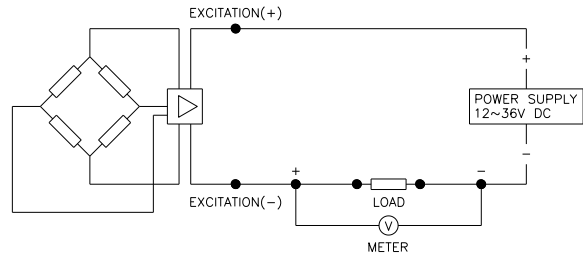 EXCITATION(+)
+
POWER SUPPLY
12~36V DC
−
+
−
EXCITATION(−)
LOAD
V
METER